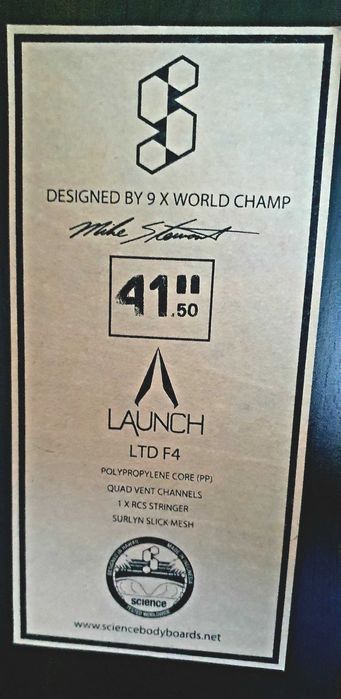 DESIGNED BY 9 X WORLD CHAMP
Mike Stewart
41".50
LAUNCH
LTD F4
POLYPROPYLENE CORE (PP)
QUAD VENT CHANNELS
1 X RCS STRINGER
SURLYN SLICK MESH
science
www.sciencebodyboards.net